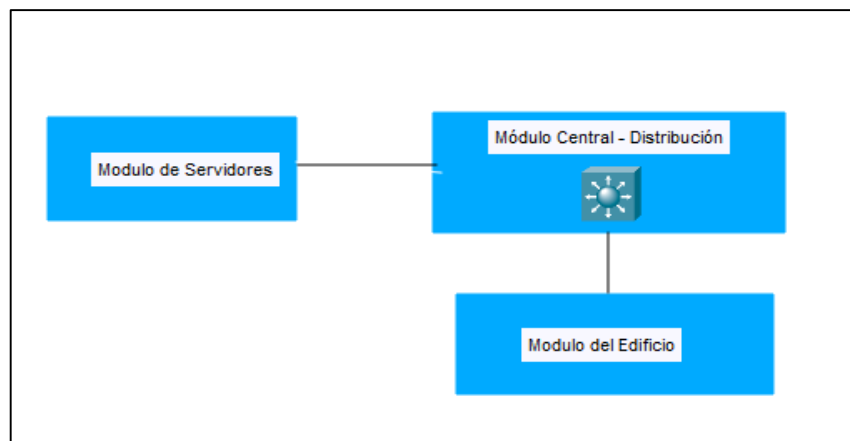 Módulo Central - Distribución
Modulo de Servidores
Modulo del Edificio